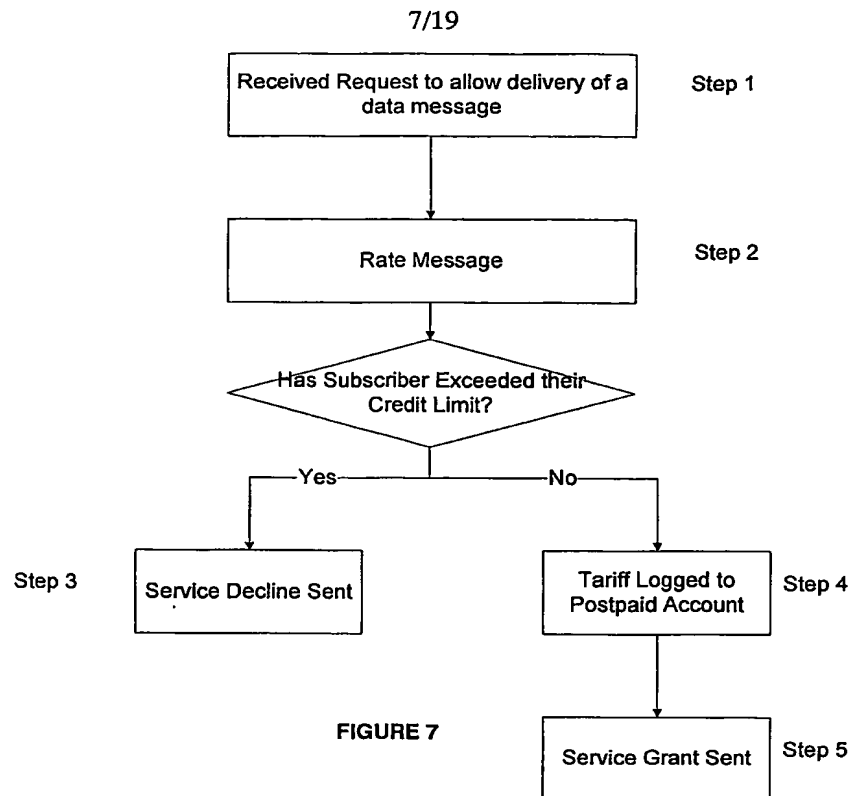 7/19
Received Request to allow delivery of a
data message
Step 1
Rate Message
Step 2
Has Subscriber Exceeded their
Credit Limit?
Yes
No
Step 3
Service Decline Sent
Tariff Logged to
Postpaid Account
Step 4
FIGURE 7
Service Grant Sent
Step 5